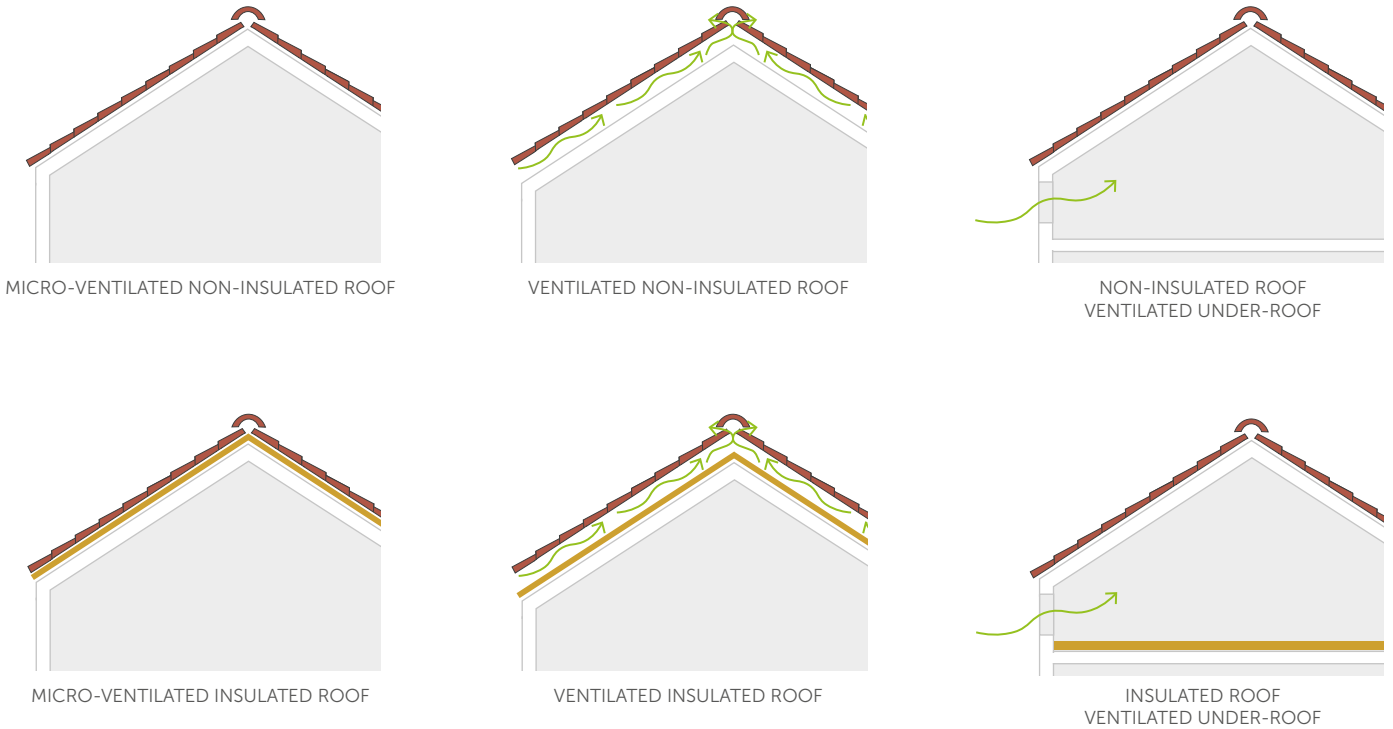 MICRO-VENTILATED NON-INSULATED ROOF
VENTILATED NON-INSULATED ROOF
NON-INSULATED ROOF
VENTILATED UNDER-ROOF
MICRO-VENTILATED INSULATED ROOF
VENTILATED INSULATED ROOF
INSULATED ROOF
VENTILATED UNDER-ROOF